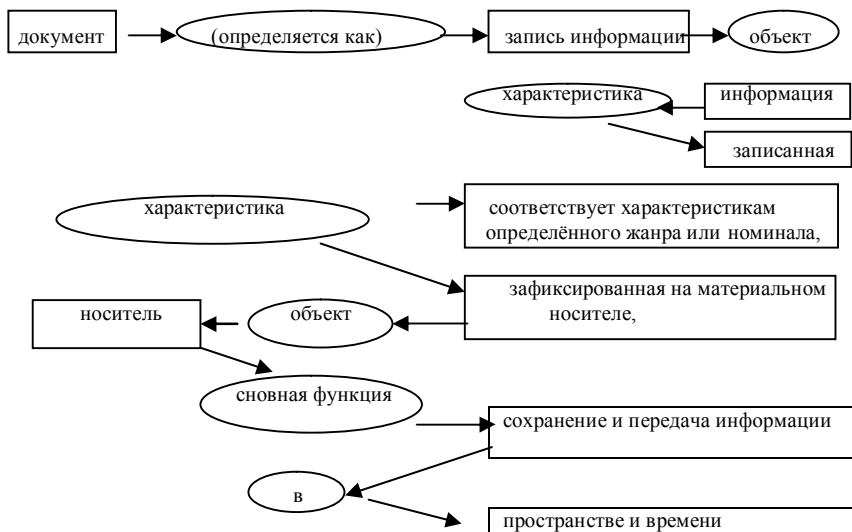 документ
(определяется как)
запись информации
объект
характеристика
информация
записанная
характеристика
соответствует характеристикам
определённого жанра или номинала,
зафиксированная на материальном
носителе,
объект
носитель
сновная функция
сохранение и передача информации
в
пространстве и времени